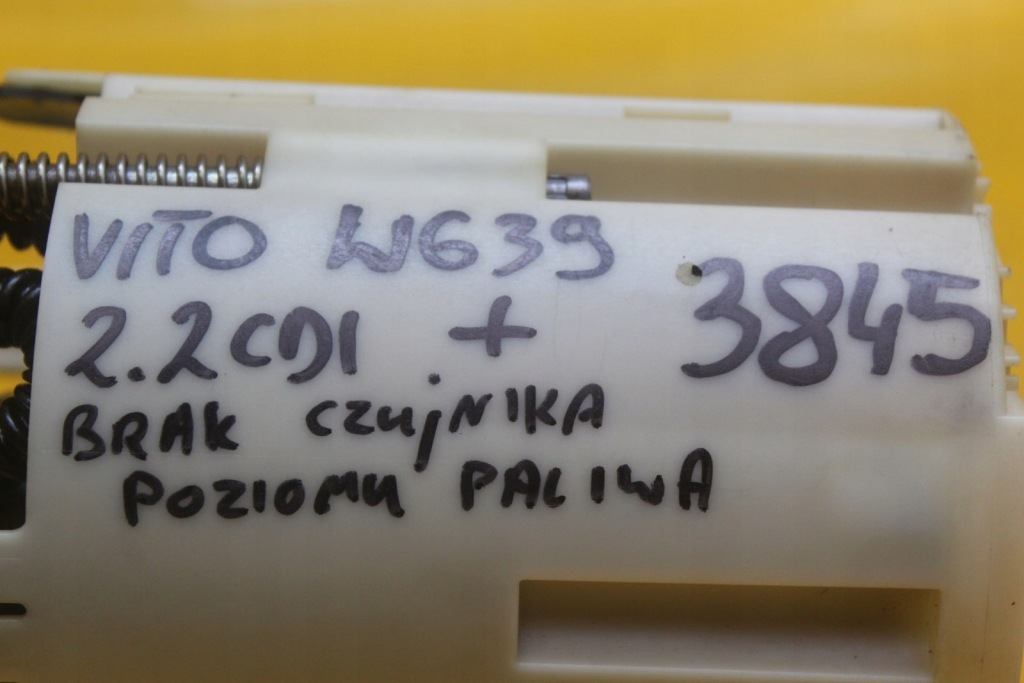 VITO W639
2.2CDI + 3845
BRAK CZUjNIKA
POZIOMU PALIWA